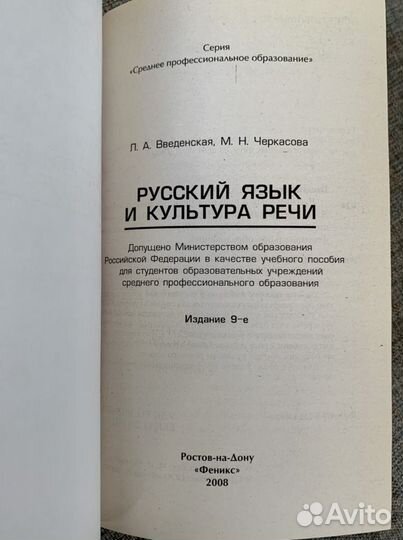 Серия
«Среднее профессиональное образование»
Л. А. Введенская, М. Н. Черкасова
РУССКИЙ ЯЗЫК
И КУЛЬТУРА РЕЧИ
Допущено Министерством образования
Российской Федерации в качестве учебного пособия
для студентов образовательных учреждений
среднего профессионального образования
Издание 9-е
Ростов-на-Дону
«Феникс»
2008
Avito